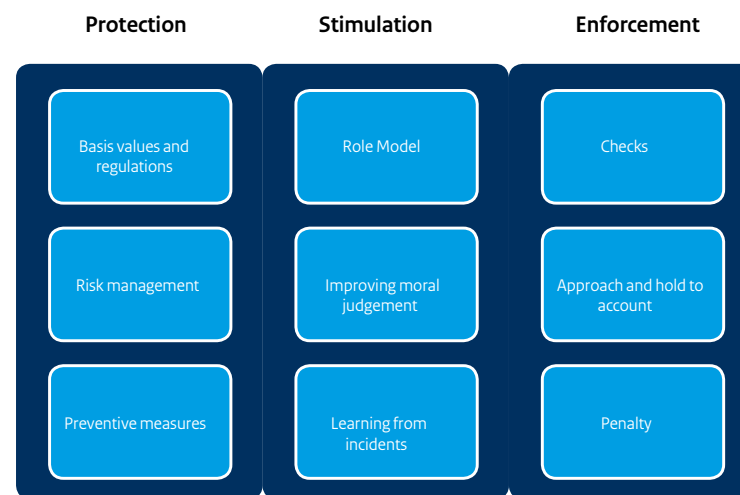 Protection
Stimulation
Enforcement
Basis values and
regulations
Role Model
Checks
Risk management
Improving moral
judgement
Approach and hold to
account
Preventive measures
Learning from
incidents
Penalty